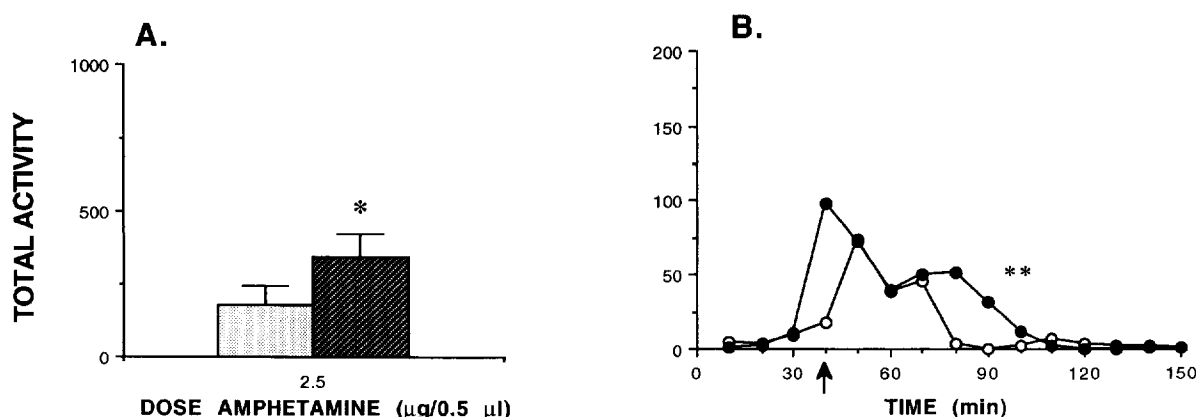 A.
TOTAL ACTIVITY
1000
500
0
*
2.5
DOSE AMPHETAMINE (µg/0.5 µl)
B.
200
150
100
50
0
**
0 30 60 90 120 150
TIME (min)